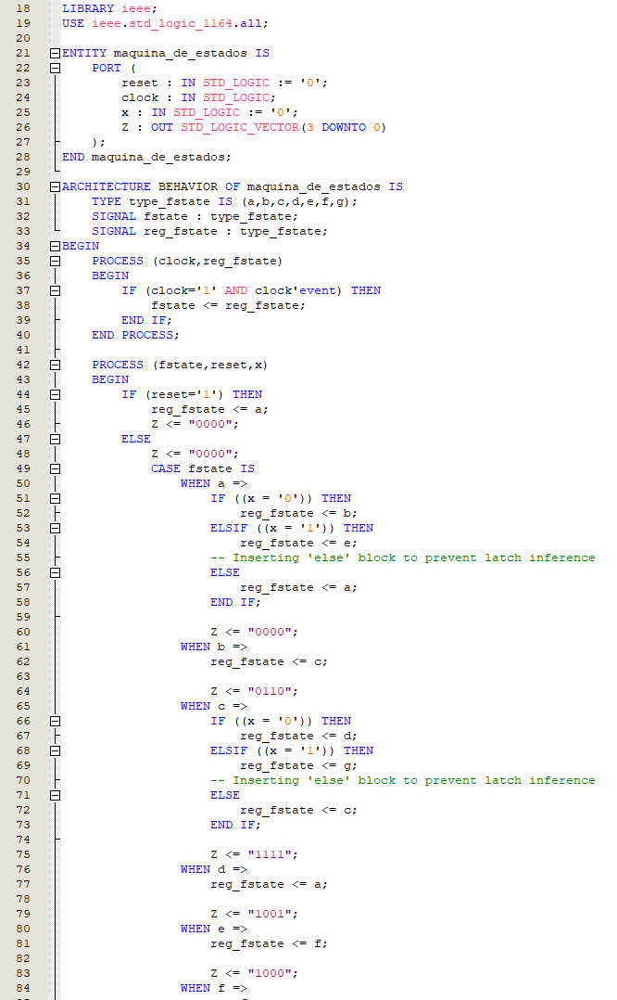 18 LIBRARY ieee;
19 USE ieee.std_logic_1164.all;
20
21 ENTITY maquina_de_estados IS
22     PORT (
23         reset : IN STD_LOGIC := '0';
24         clock : IN STD_LOGIC;
25         x : IN STD_LOGIC := '0';
26         Z : OUT STD_LOGIC_VECTOR(3 DOWNTO 0)
27     );
28 END maquina_de_estados;
29
30 ARCHITECTURE BEHAVIOR OF maquina_de_estados IS
31     TYPE type_fstate IS (a,b,c,d,e,f,g);
32     SIGNAL fstate : type_fstate;
33     SIGNAL reg_fstate : type_fstate;
34 BEGIN
35     PROCESS (clock,reg_fstate)
36     BEGIN
37         IF (clock='1' AND clock'event) THEN
38             fstate <= reg_fstate;
39         END IF;
40     END PROCESS;
41
42     PROCESS (fstate,reset,x)
43     BEGIN
44         IF (reset='1') THEN
45             reg_fstate <= a;
46             Z <= "0000";
47         ELSE
48             Z <= "0000";
49             CASE fstate IS
50                 WHEN a =>
51                     IF ((x = '0')) THEN
52                         reg_fstate <= b;
53                     ELSIF ((x = '1')) THEN
54                         reg_fstate <= e;
55                     -- Inserting 'else' block to prevent latch inference
56                     ELSE
57                         reg_fstate <= a;
58                     END IF;
59
60                     Z <= "0000";
61                 WHEN b =>
62                     reg_fstate <= c;
63
64                     Z <= "0110";
65                 WHEN c =>
66                     IF ((x = '0')) THEN
67                         reg_fstate <= d;
68                     ELSIF ((x = '1')) THEN
69                         reg_fstate <= g;
70                     -- Inserting 'else' block to prevent latch inference
71                     ELSE
72                         reg_fstate <= c;
73                     END IF;
74
75                     Z <= "1111";
76                 WHEN d =>
77                     reg_fstate <= a;
78
79                     Z <= "1001";
80                 WHEN e =>
81                     reg_fstate <= f;
82
83                     Z <= "1000";
84                 WHEN f =>